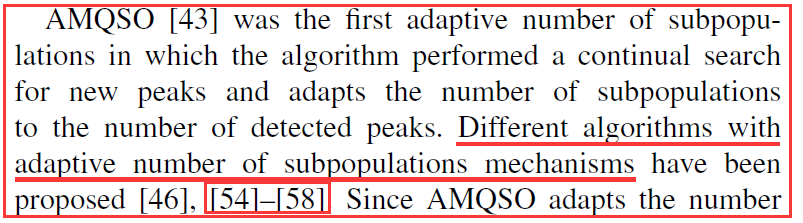 AMQSO [43] was the first adaptive number of subpopu-
lations in which the algorithm performed a continual search
for new peaks and adapts the number of subpopulations
to the number of detected peaks. Different algorithms with
adaptive number of subpopulations mechanisms have been
proposed [46], [54]–[58] Since AMQSO adapts the number